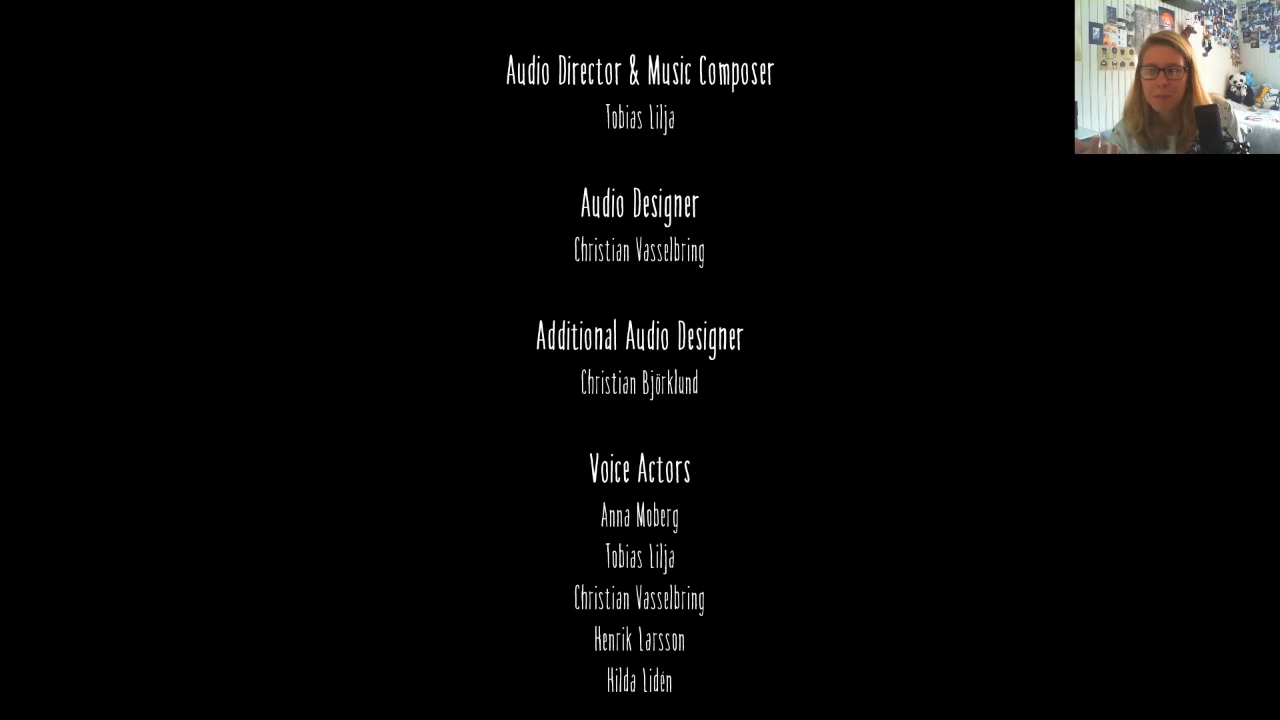 Audio Director & Music Composer
Tobias Lilja
Audio Designer
Christian Vasselbring
Additional Audio Designer
Christian Björklund
Voice Actors
Anna Moberg
Tobias Lilja
Christian Vasselbring
Henrik Larsson
Hilda Lidén